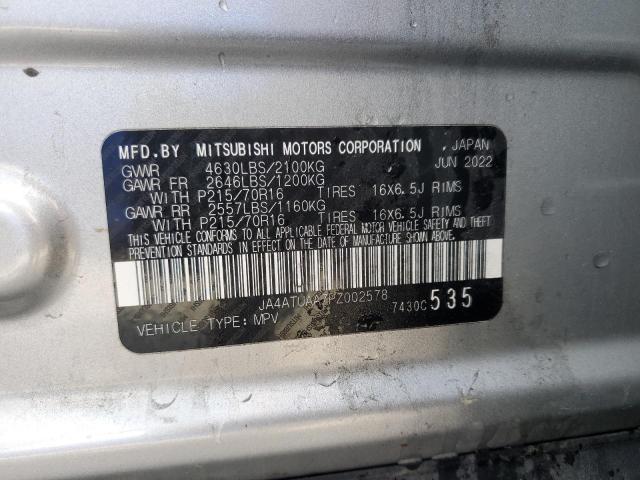 MFD.BY MITSUBISHI MOTORS CORPORATION , JAPAN
GVWR 4630LBS/2100KG JUN 2022
GAWR FR 2646LBS/1200KG
WITH P215/70R16 TIRES 16X6.5J RIMS
GAWR RR 2557LBS/1160KG
WITH P215/70R16 TIRES 16X6.5J RIMS
THIS VEHICLE CONFORMS TO ALL APPLICABLE FEDERAL MOTOR VEHICLE SAFETY AND THEFT
PREVENTION STANDARDS IN EFFECT ON THE DATE OF MANUFACTURE SHOWN ABOVE.
JA4ATUAA7PZ002578
VEHICLE TYPE: MPV 7430C 535